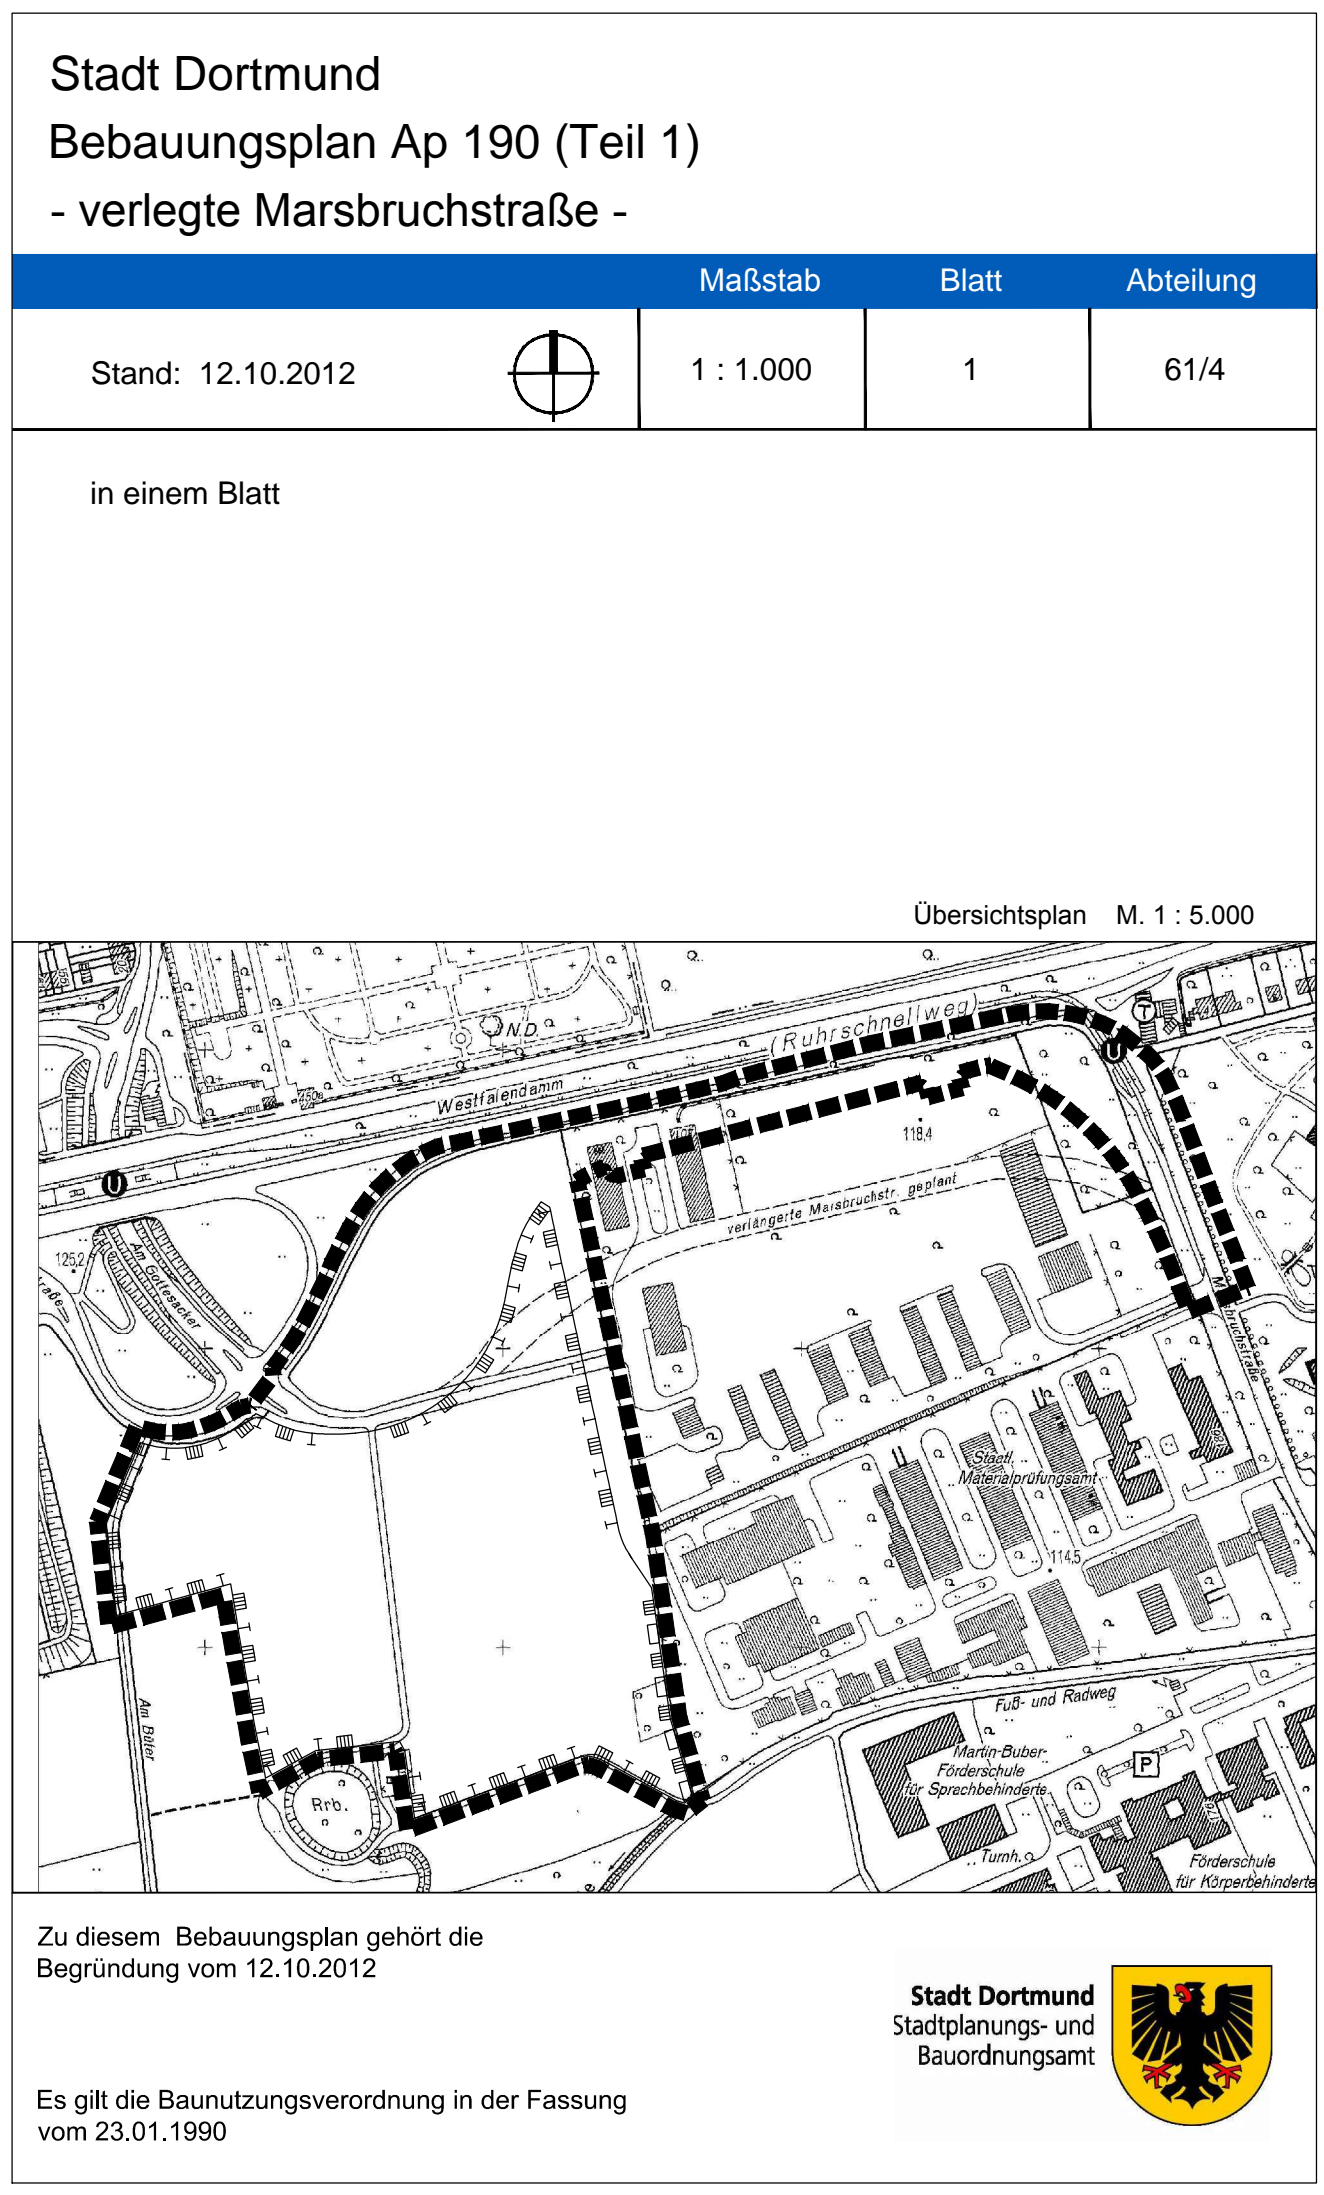 Stadt Dortmund
Bebauungsplan Ap 190 (Teil 1)
- verlegte Marsbruchstraße -
Maßstab Blatt Abteilung
Stand: 12.10.2012 1 : 1.000 1 61/4
in einem Blatt
Übersichtsplan M. 1 : 5.000
(Ruhrschnellweg)
N.D.
T
U
Westfalendamm
450a
118,4
U
verlängerte Marsbruchstr. geplant
126,2
Am Gottesacker
Marsbruchstraße
Staatl.
Materialprüfungsamt
114,5
Fuß- und Radweg
Am Bäfer
Martin-Buber-
Förderschule
für Sprechbehinderte
P
Rrb.
Turnh.
Förderschule
für Körperbehinderte
Zu diesem Bebauungsplan gehört die
Begründung vom 12.10.2012
Stadt Dortmund
Stadtplanungs- und
Bauordnungsamt
Es gilt die Baunutzungsverordnung in der Fassung
vom 23.01.1990